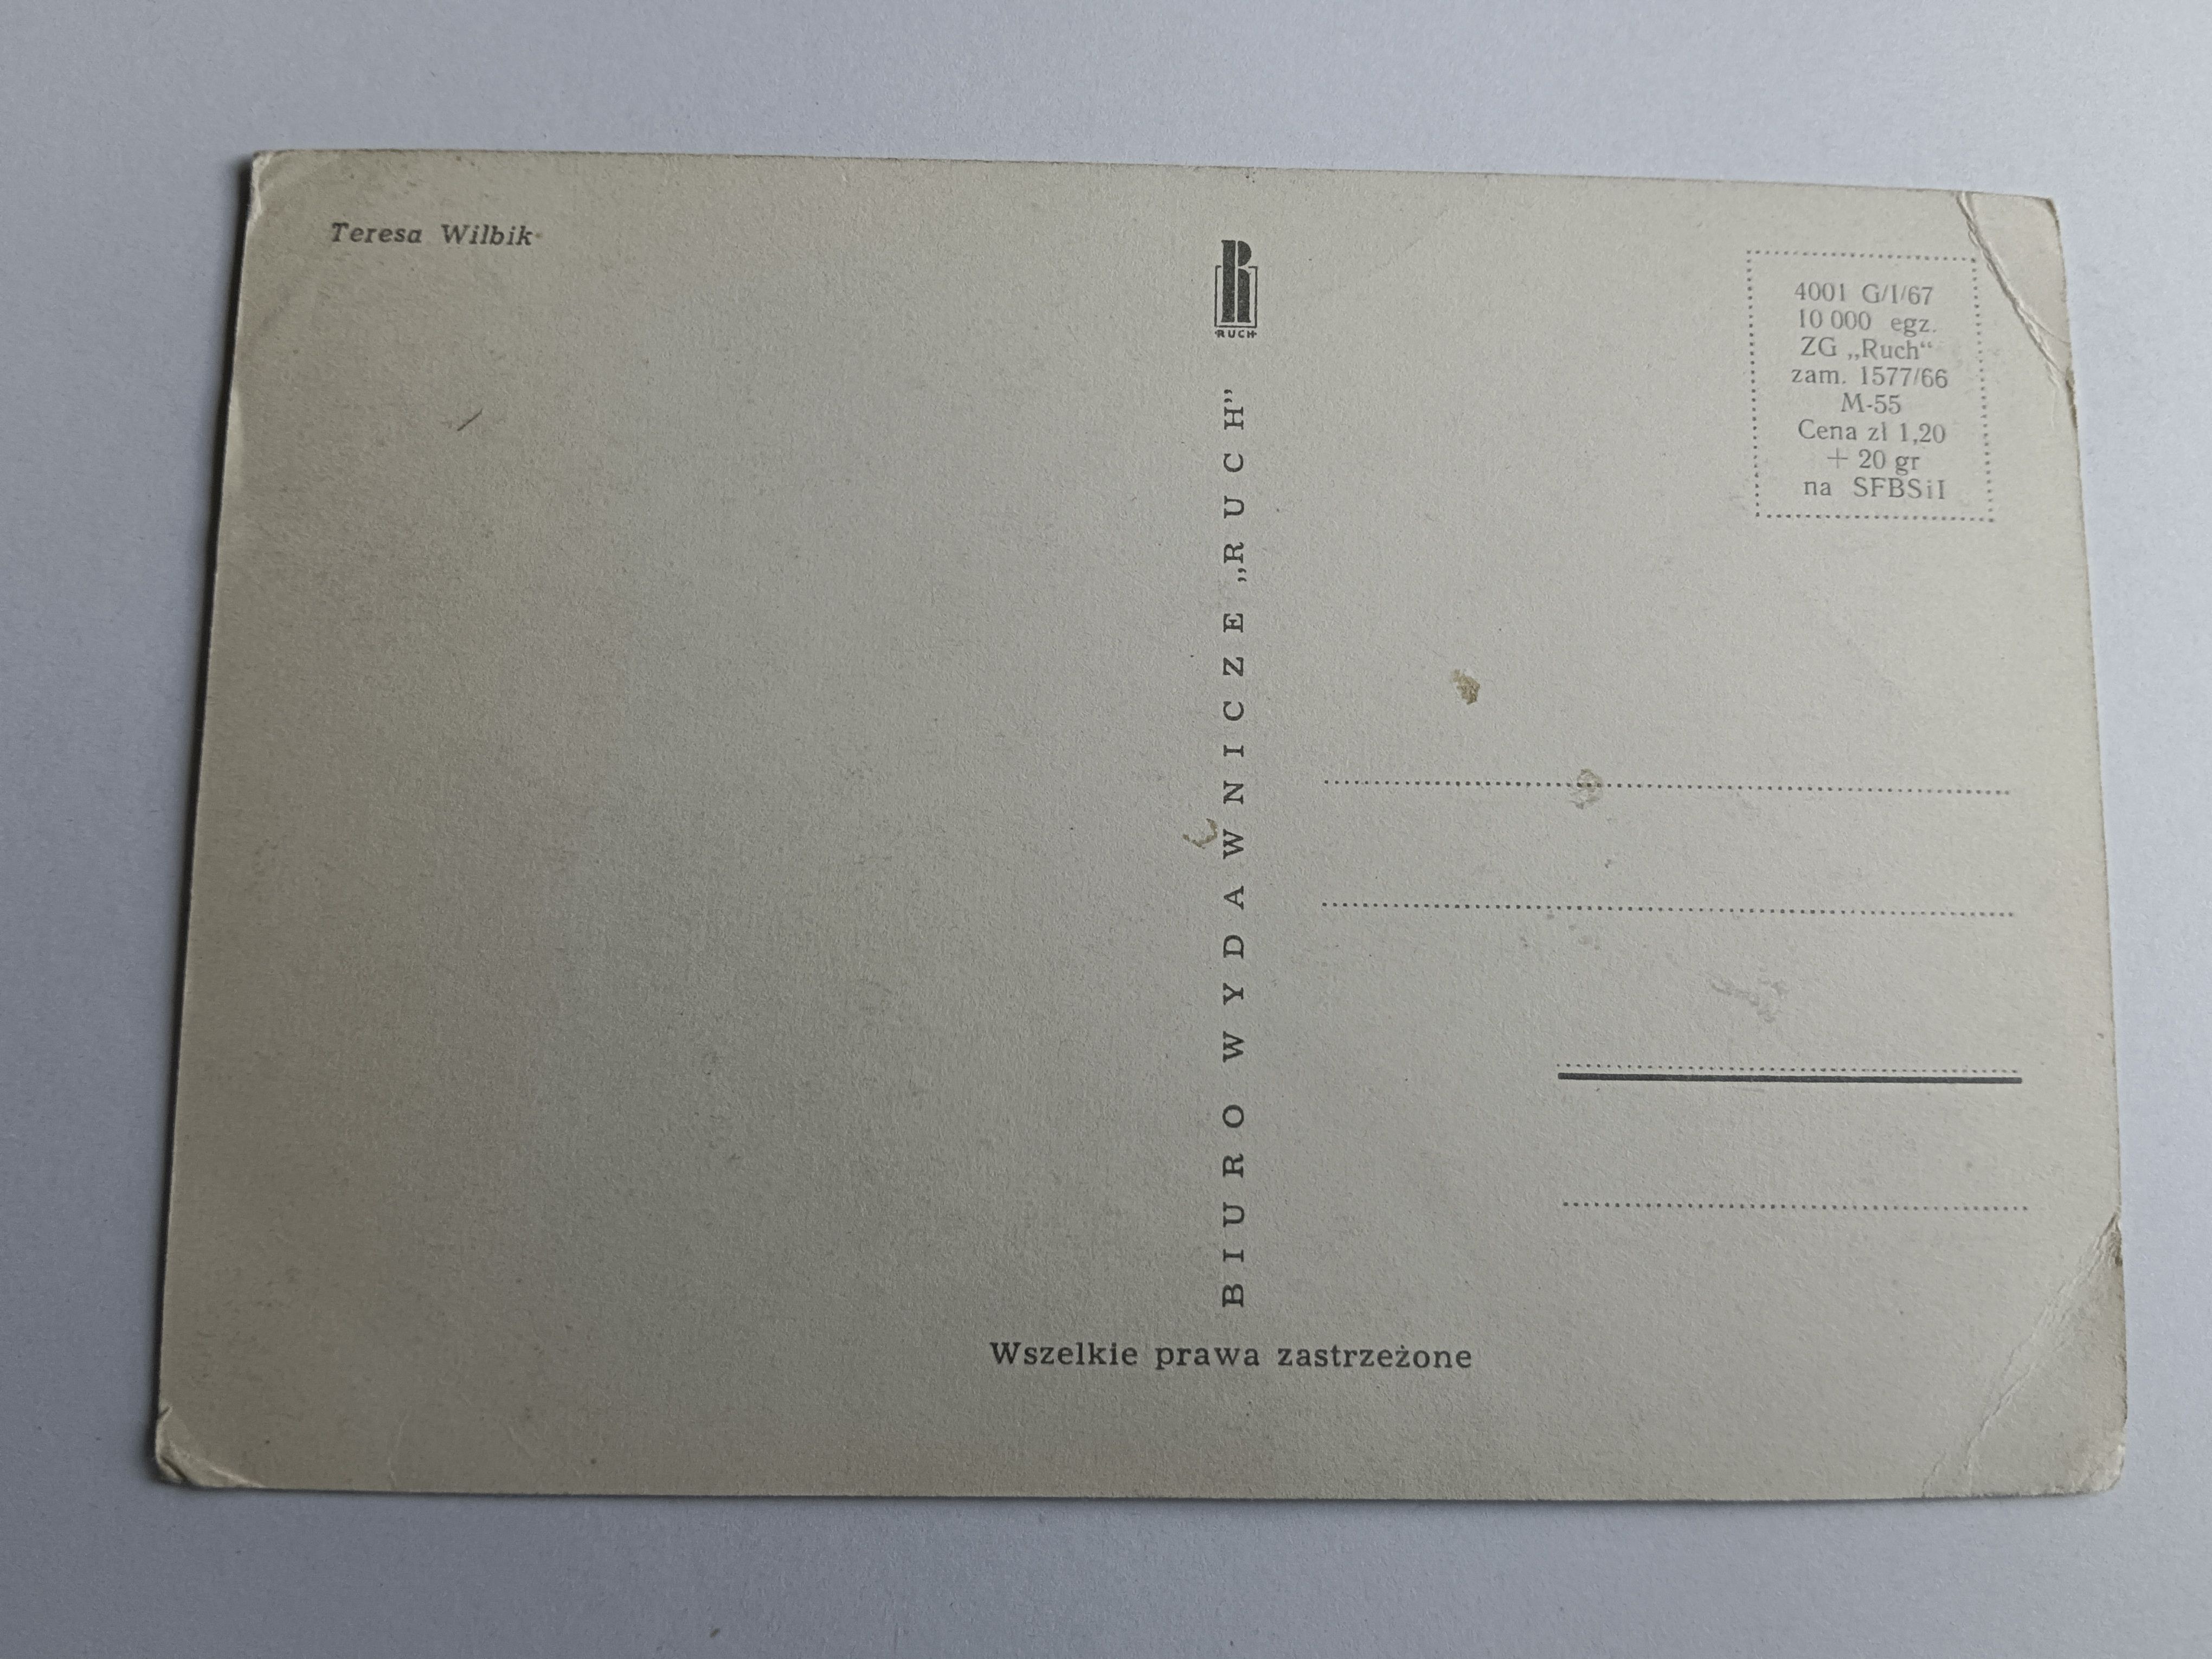 Teresa Wilbik
RUCH
BIURO WYDAWNICZE „RUCH”
4001 G/I/67
10 000 egz.
ZG „Ruch“
zam. 1577/66
M-55
Cena zł 1,20
+ 20 gr
na SFBSiI
Wszelkie prawa zastrzeżone